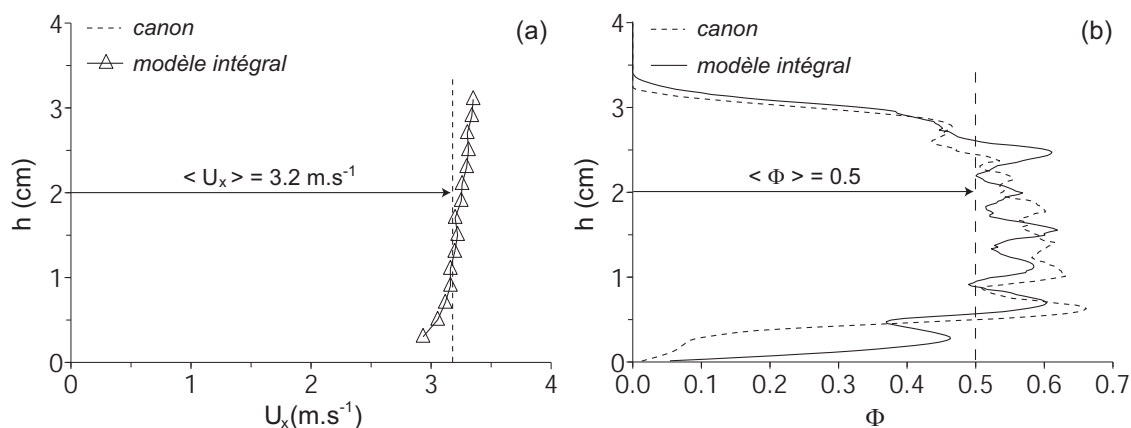 (a)
canon
modèle intégral
4
3
2
1
0
h (cm)
< Uₓ > = 3.2 m.s⁻¹
0
1
2
3
4
Uₓ(m.s⁻¹)
(b)
canon
modèle intégral
4
3
2
1
0
h (cm)
< Φ > = 0.5
0.0
0.1
0.2
0.3
0.4
0.5
0.6
0.7
Φ